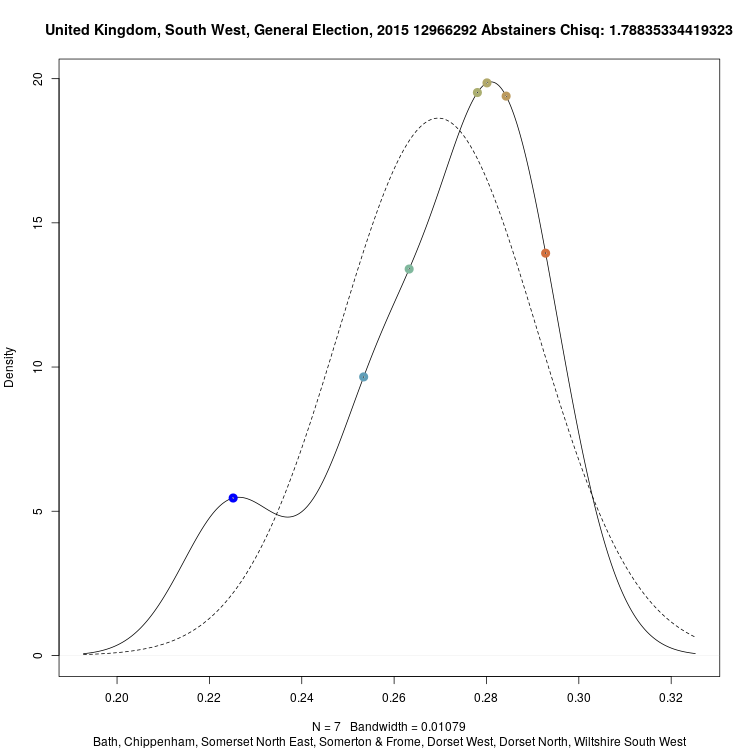 United Kingdom, South West, General Election, 2015 12966292 Abstainers Chisq: 1.78835334419323
Density
20
15
10
5
0
0.20 0.22 0.24 0.26 0.28 0.30 0.32
N = 7 Bandwidth = 0.01079
Bath, Chippenham, Somerset North East, Somerton & Frome, Dorset West, Dorset North, Wiltshire South West